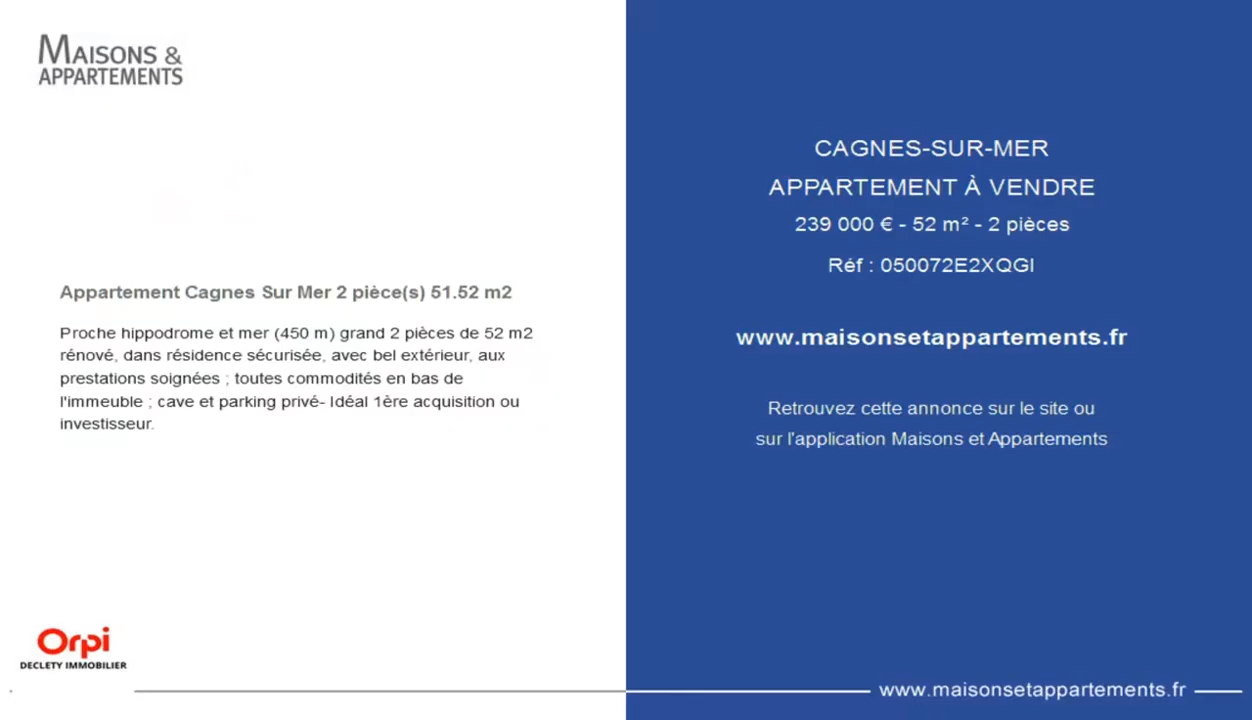 MAISONS &
APPARTEMENTS
Appartement Cagnes Sur Mer 2 pièce(s) 51.52 m2
Proche hippodrome et mer (450 m) grand 2 pièces de 52 m2
rénové, dans résidence sécurisée, avec bel extérieur, aux
prestations soignées ; toutes commodités en bas de
l'immeuble ; cave et parking privé- Idéal 1ère acquisition ou
investisseur.
Orpi
DECLETY IMMOBILIER
CAGNES-SUR-MER
APPARTEMENT À VENDRE
239 000 € - 52 m² - 2 pièces
Réf : 050072E2XQGI
www.maisonsetappartements.fr
Retrouvez cette annonce sur le site ou
sur l'application Maisons et Appartements
www.maisonsetappartements.fr